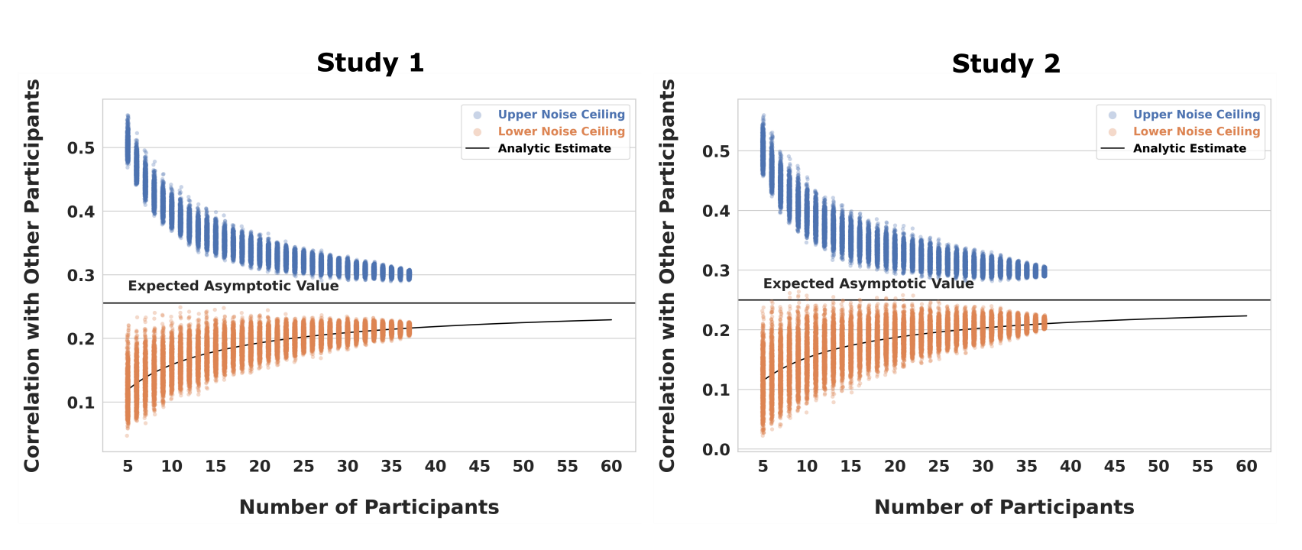 Study 1
Correlation with Other Participants
Upper Noise Ceiling
Lower Noise Ceiling
Analytic Estimate
0.5
0.4
0.3
Expected Asymptotic Value
0.2
0.1
5 10 15 20 25 30 35 40 45 50 55 60
Number of Participants
Study 2
Correlation with Other Participants
Upper Noise Ceiling
Lower Noise Ceiling
Analytic Estimate
0.5
0.4
0.3
Expected Asymptotic Value
0.2
0.1
0.0
5 10 15 20 25 30 35 40 45 50 55 60
Number of Participants